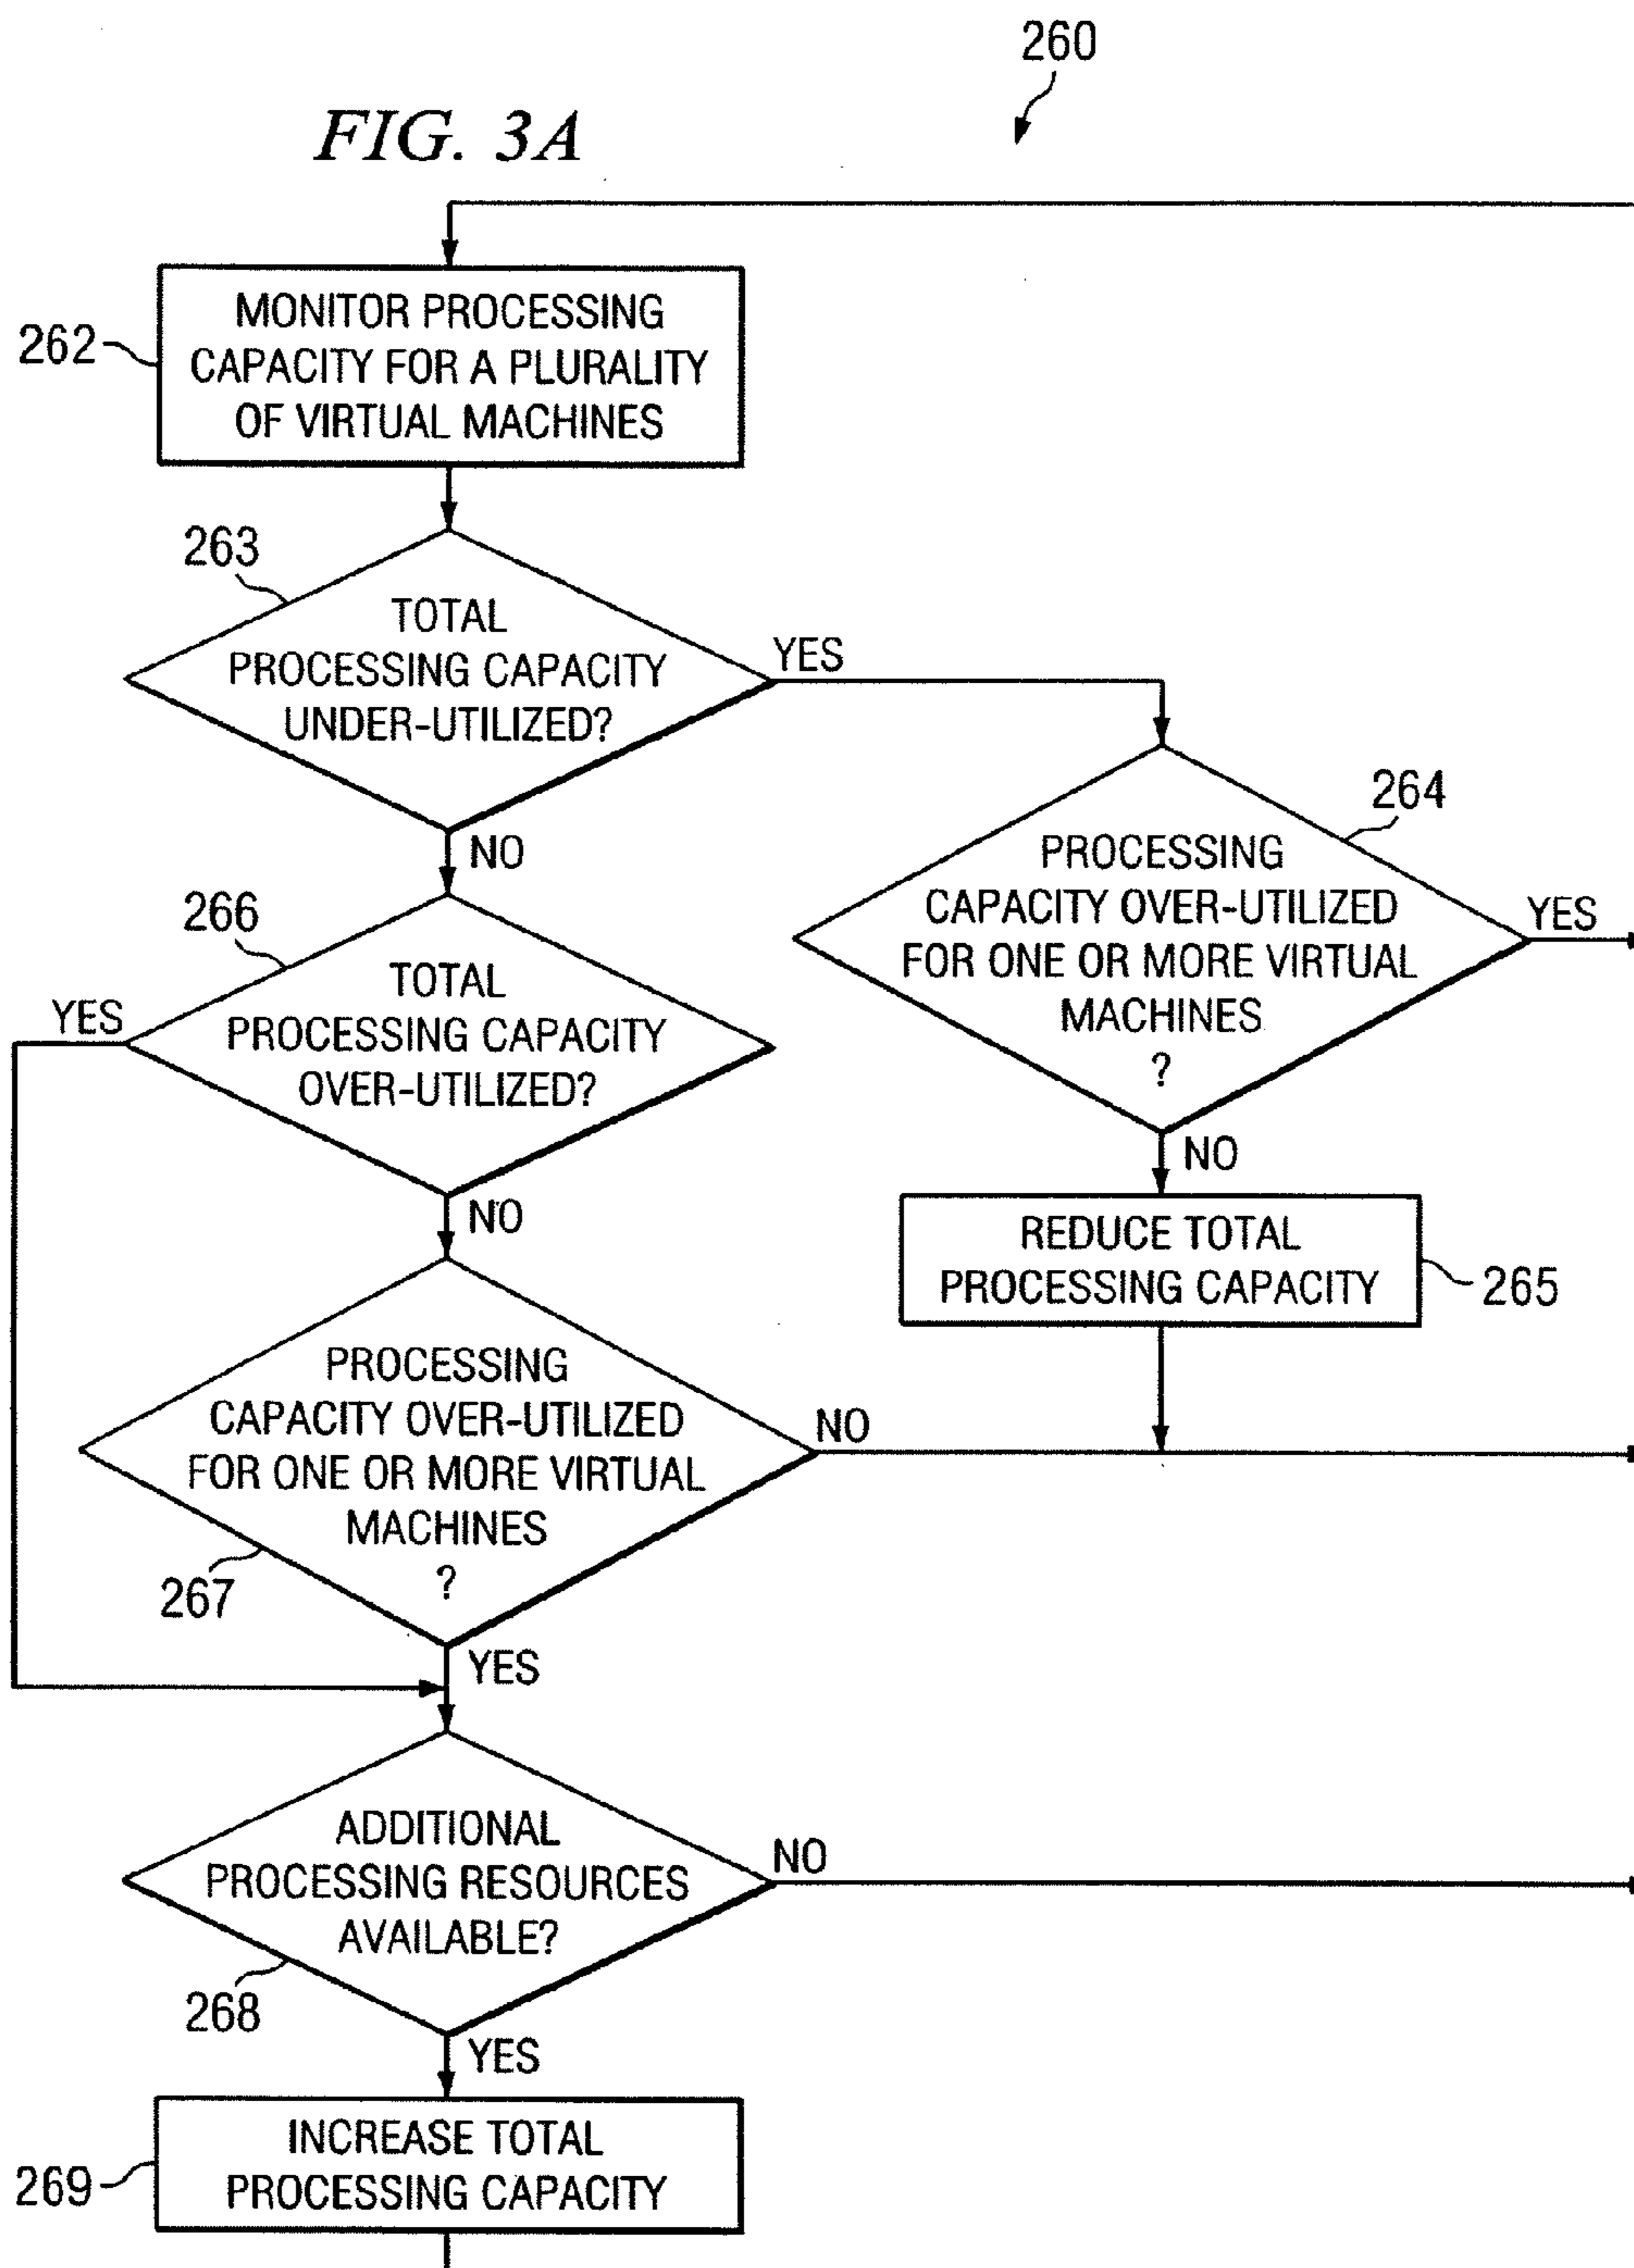 260
FIG. 3A
262
MONITOR PROCESSING
CAPACITY FOR A PLURALITY
OF VIRTUAL MACHINES
263
TOTAL
PROCESSING CAPACITY
UNDER-UTILIZED?
YES
NO
264
PROCESSING
CAPACITY OVER-UTILIZED
FOR ONE OR MORE VIRTUAL
MACHINES
?
YES
NO
REDUCE TOTAL
PROCESSING CAPACITY
265
266
TOTAL
PROCESSING CAPACITY
OVER-UTILIZED?
YES
NO
PROCESSING
CAPACITY OVER-UTILIZED
FOR ONE OR MORE VIRTUAL
MACHINES
?
267
NO
YES
ADDITIONAL
PROCESSING RESOURCES
AVAILABLE?
268
NO
YES
INCREASE TOTAL
PROCESSING CAPACITY
269